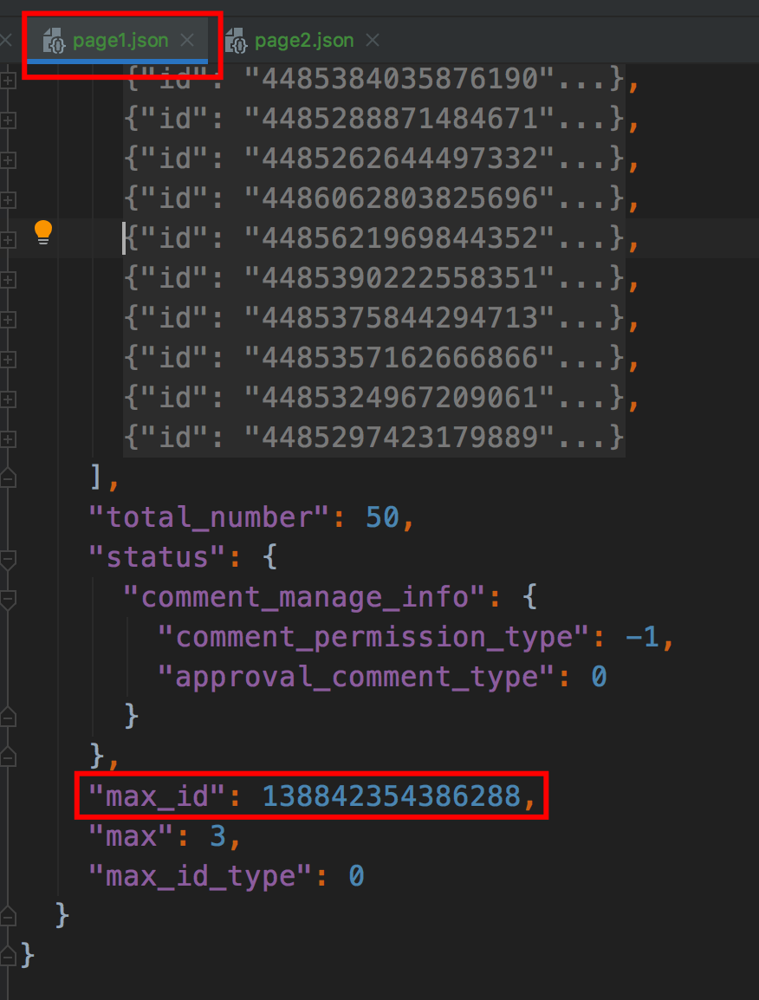 page1.json page2.json
{"id": "4485384035876190"...},
{"id": "4485288871484671"...},
{"id": "4485262644497332"...},
{"id": "4486062803825696"...},
{"id": "4485621969844352"...},
{"id": "4485390222558351"...},
{"id": "4485375844294713"...},
{"id": "4485357162666866"...},
{"id": "4485324967209061"...},
{"id": "4485297423179889"...}
],
"total_number": 50,
"status": {
"comment_manage_info": {
"comment_permission_type": -1,
"approval_comment_type": 0
}
},
"max_id": 138842354386288,
"max": 3,
"max_id_type": 0
}
}